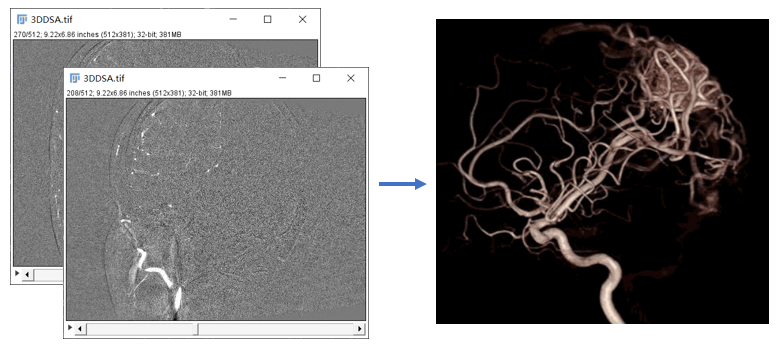 3DDSA.tif
270/512; 9.22x6.86 inches (512x381); 32-bit; 381MB
3DDSA.tif
208/512; 9.22x6.86 inches (512x381); 32-bit; 381MB